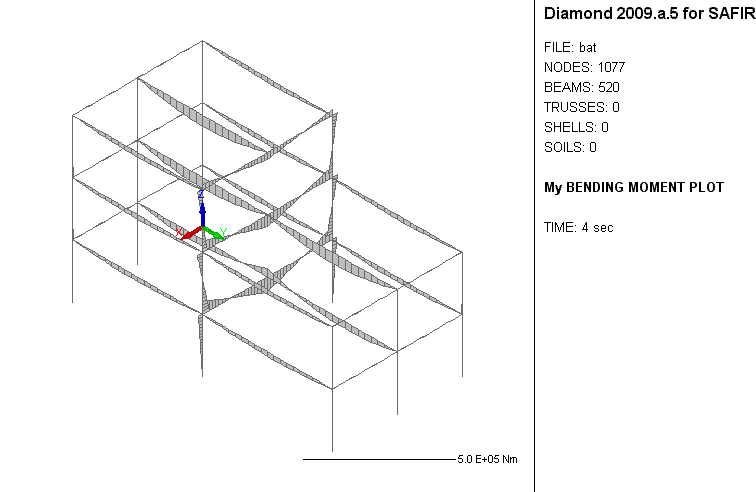 Diamond 2009.a.5 for SAFIR
FILE: bat
NODES: 1077
BEAMS: 520
TRUSSES: 0
SHELLS: 0
SOILS: 0
My BENDING MOMENT PLOT
TIME: 4 sec
Z
X
Y
5.0 E+05 Nm